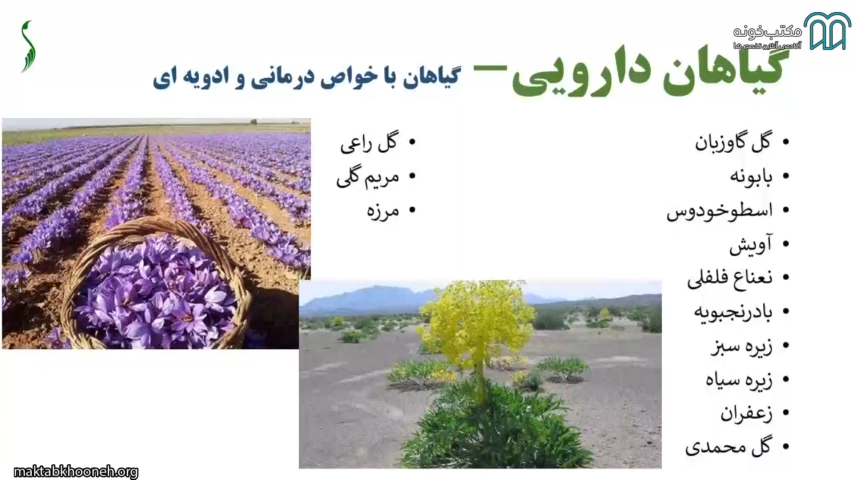 مکتب‌خونه
گیاهان دارویی– گیاهان با خواص درمانی و ادویه ای
• گل گاوزبان
• بابونه
• اسطوخودوس
• آویش
• نعناع فلفلی
• بادرنجبویه
• زیره سبز
• زیره سیاه
• زعفران
• گل محمدی
• گل راعی
• مریم گلی
• مرزه
maktabkhooneh.org